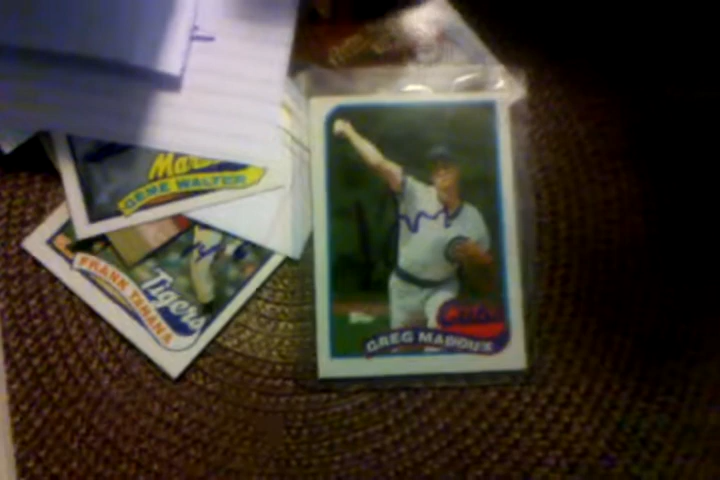 GENE WALTER
FRANK TANANA
Tigers
Cubs
GREG MADDUX